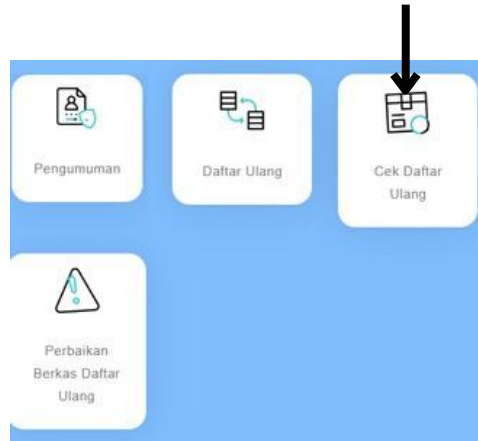 Pengumuman
Daftar Ulang
Cek Daftar
Ulang
Perbaikan
Berkas Daftar
Ulang